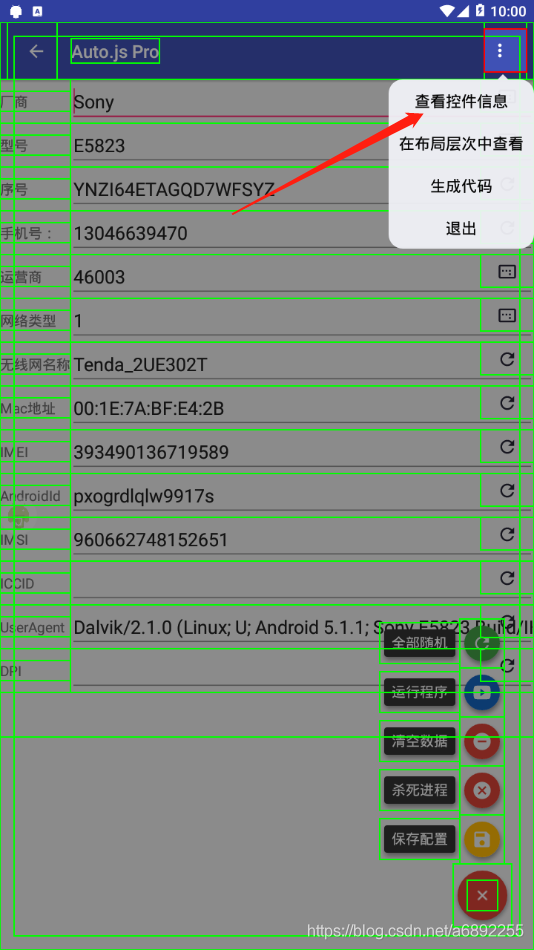 10:00
Auto.js Pro
厂商 Sony
查看控件信息
型号 E5823
在布局层次中查看
序号 YNZI64ETAGQD7WFSYZ
生成代码
手机号： 13046639470
退出
运营商 46003
网络类型 1
无线网名称 Tenda_2UE302T
Mac地址 00:1E:7A:BF:E4:2B
IMEI 393490136719589
AndroidId pxogrdlqlw9917s
IMSI 960662748152651
ICCID
UserAgent Dalvik/2.1.0 (Linux; U; Android 5.1.1; Sony E5823 Build/
全部随机
DPI
运行程序
清空数据
杀死进程
保存配置
https://blog.csdn.net/a6892255